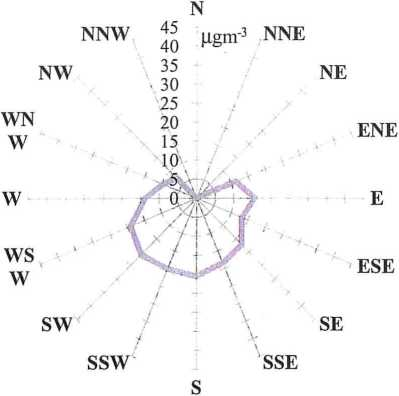 N
NNW 45 µgm-3 NNE
40
35
NW 30 NE
25
WN 20 ENE
W 15
10
5
W 0 E
WS ESE
W
SW SE
SSW SSE
S